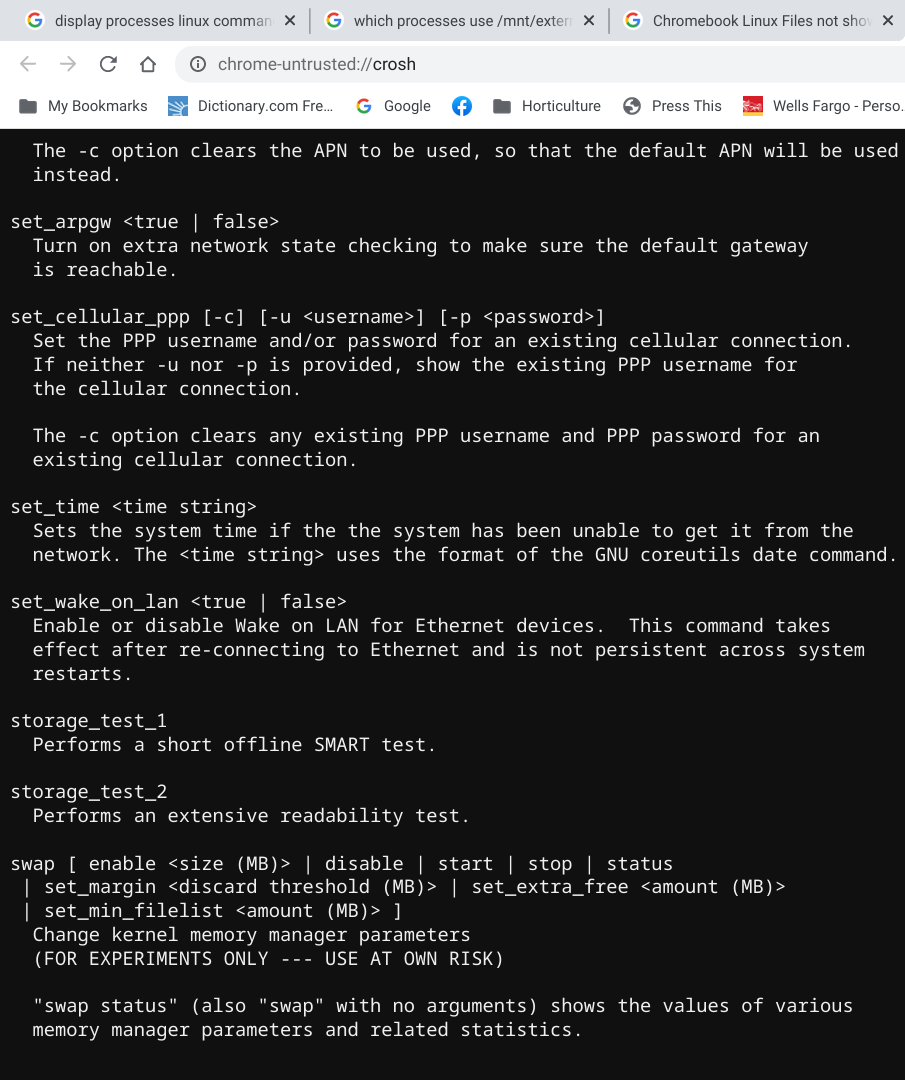 display processes linux comman
which processes use /mnt/exter
Chromebook Linux Files not sho
chrome-untrusted://crosh
My Bookmarks
Dictionary.com Fre...
Google
Horticulture
Press This
Wells Fargo - Perso...
The -c option clears the APN to be used, so that the default APN will be used
instead.
set_arpgw <true | false>
Turn on extra network state checking to make sure the default gateway
is reachable.
set_cellular_ppp [-c] [-u <username>] [-p <password>]
Set the PPP username and/or password for an existing cellular connection.
If neither -u nor -p is provided, show the existing PPP username for
the cellular connection.
The -c option clears any existing PPP username and PPP password for an
existing cellular connection.
set_time <time string>
Sets the system time if the the system has been unable to get it from the
network. The <time string> uses the format of the GNU coreutils date command.
set_wake_on_lan <true | false>
Enable or disable Wake on LAN for Ethernet devices.  This command takes
effect after re-connecting to Ethernet and is not persistent across system
restarts.
storage_test_1
Performs a short offline SMART test.
storage_test_2
Performs an extensive readability test.
swap [ enable <size (MB)> | disable | start | stop | status
| set_margin <discard threshold (MB)> | set_extra_free <amount (MB)>
| set_min_filelist <amount (MB)> ]
Change kernel memory manager parameters
(FOR EXPERIMENTS ONLY --- USE AT OWN RISK)
"swap status" (also "swap" with no arguments) shows the values of various
memory manager parameters and related statistics.